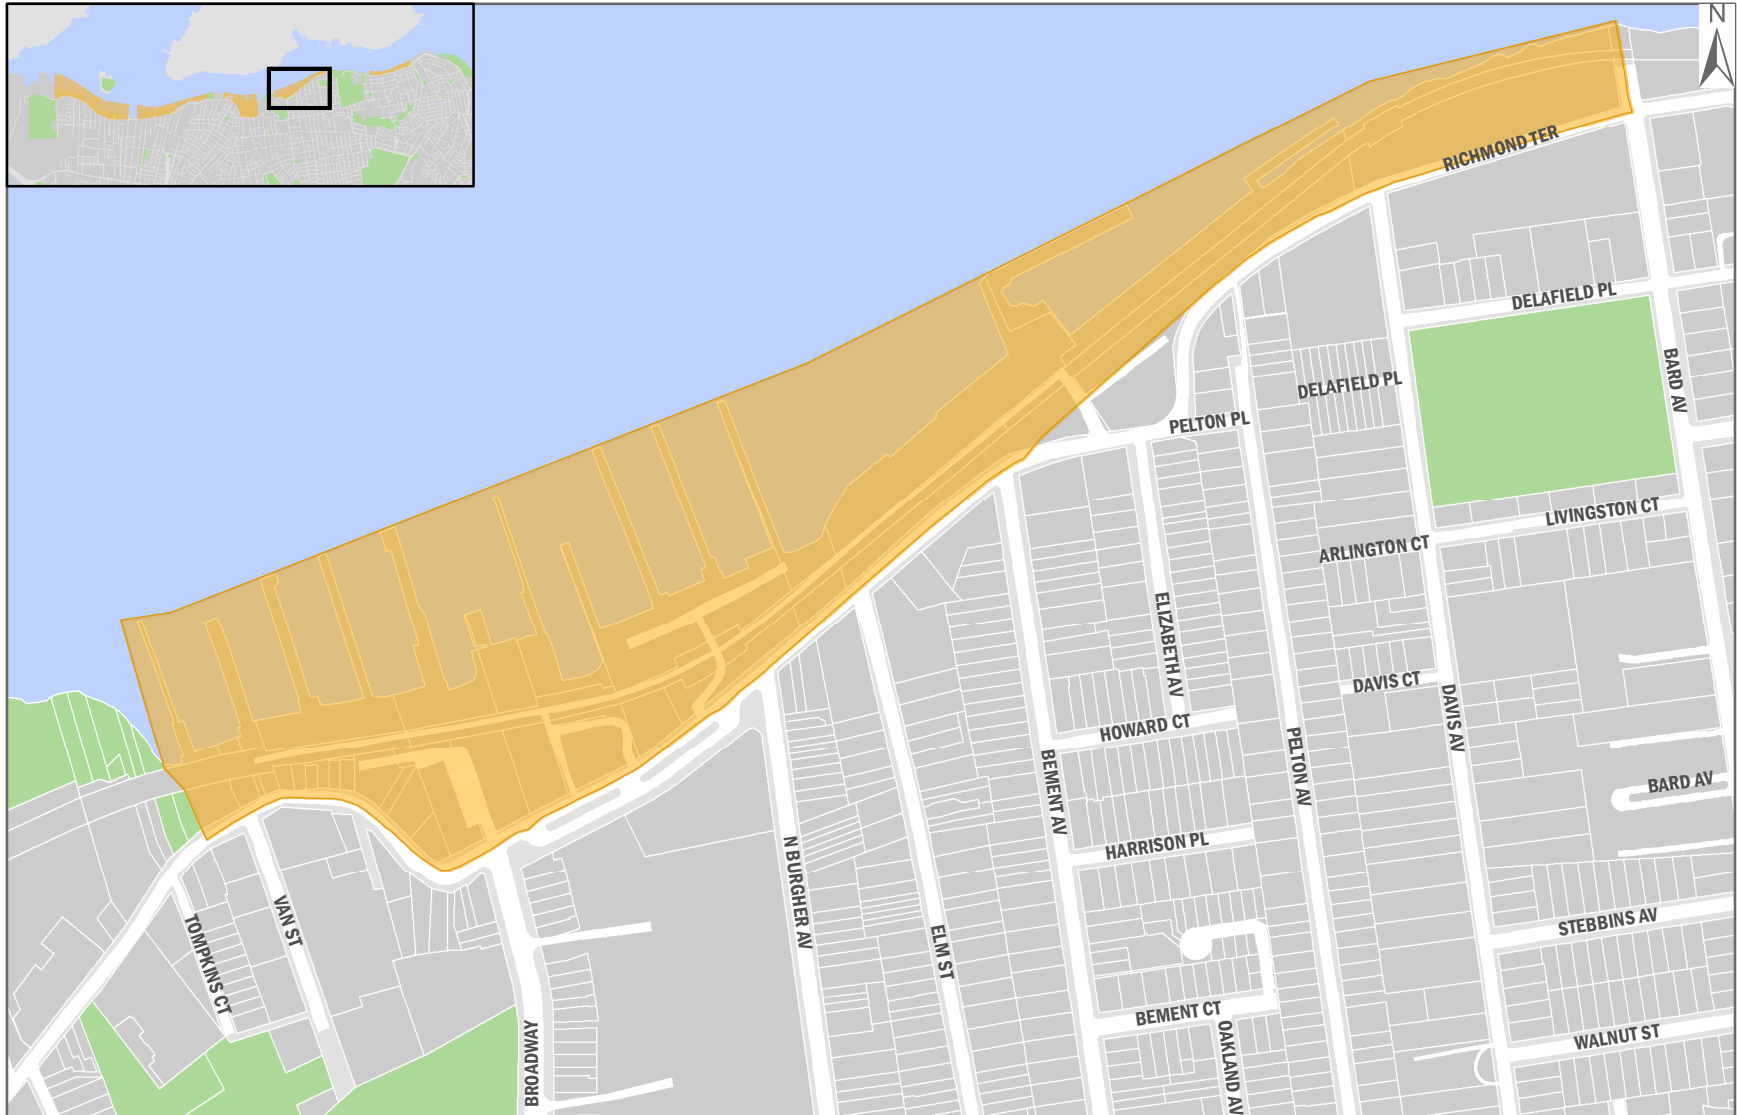 N
RICHMOND TER
DELAFIELD PL
BARD AV
DELAFIELD PL
PELTON PL
LIVINGSTON CT
ARLINGTON CT
ELIZABETH AV
DAVIS CT
DAVIS AV
HOWARD CT
PELTON AV
BEMENT AV
BARD AV
HARRISON PL
N BURGHER AV
TOMPKINS CT
VAN ST
ELM ST
STEBBINS AV
BEMENT CT
OAKLAND AV
WALNUT ST
BROADWAY